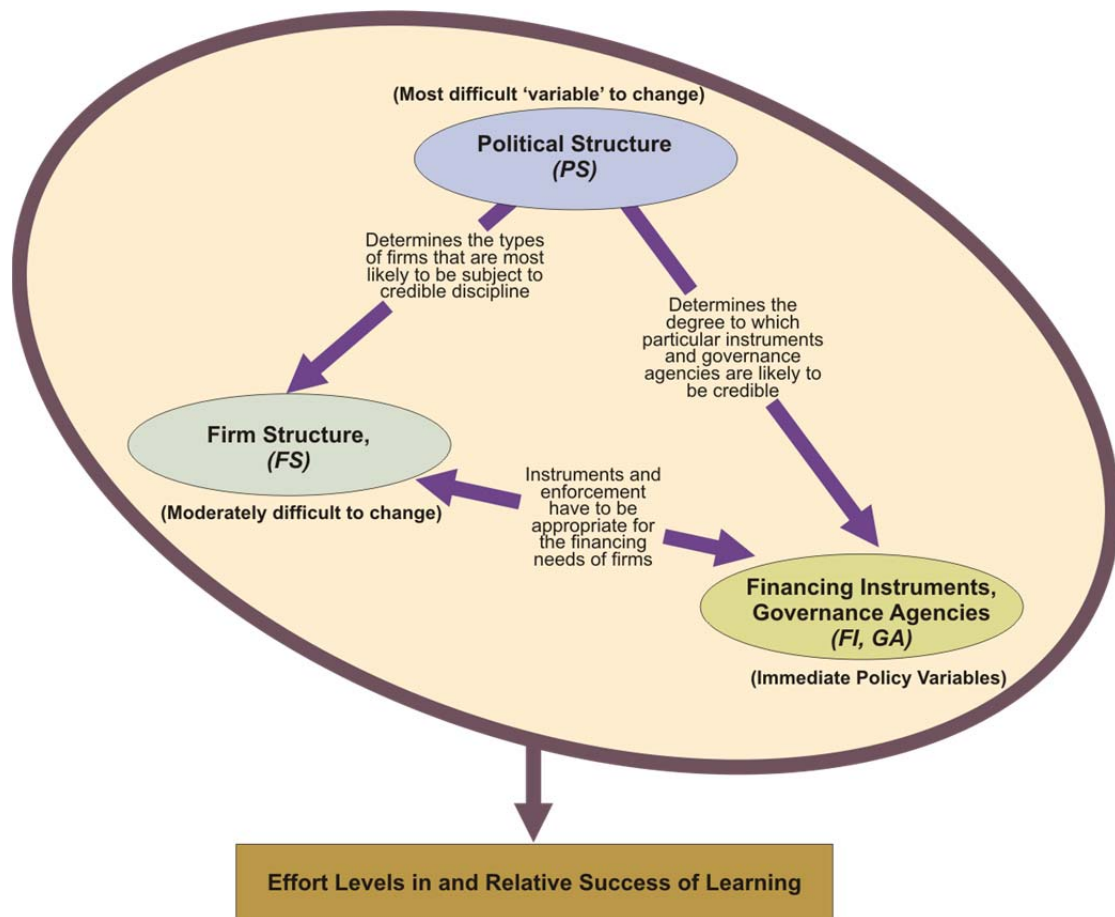 (Most difficult ‘variable’ to change)
Political Structure
(PS)
Determines the types
of firms that are most
likely to be subject to
credible discipline
Determines the
degree to which
particular instruments
and governance
agencies are likely to
be credible
Firm Structure,
(FS)
(Moderately difficult to change)
Instruments and
enforcement
have to be
appropriate for
the financing
needs of firms
Financing Instruments,
Governance Agencies
(FI, GA)
(Immediate Policy Variables)
Effort Levels in and Relative Success of Learning